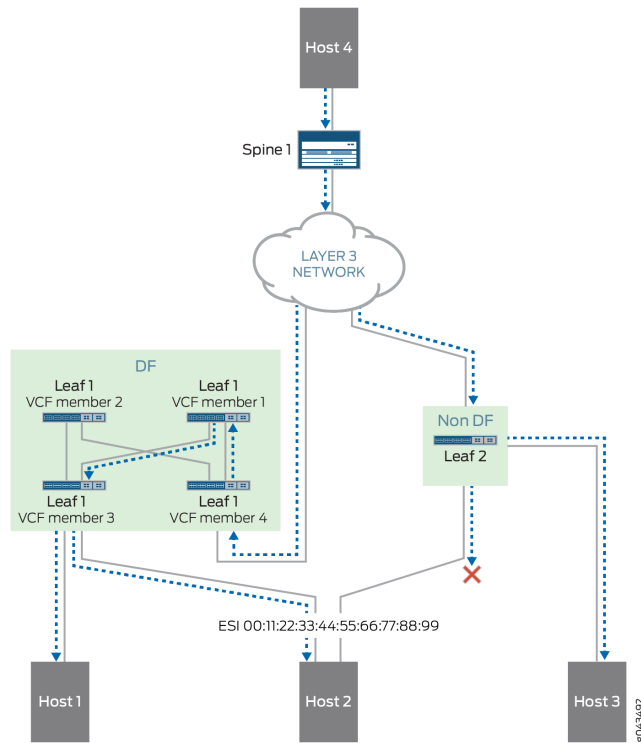 Host 4
Spine 1
LAYER 3
NETWORK
DF
Leaf 1
VCF member 2
Leaf 1
VCF member 1
Non DF
Leaf 2
Leaf 1
VCF member 3
Leaf 1
VCF member 4
ESI 00:11:22:33:44:55:66:77:88:99
Host 1
Host 2
Host 3
g043492